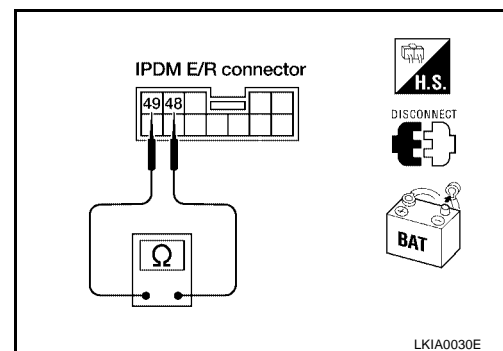 IPDM E/R connector
49 48
Ω
H.S.
DISCONNECT
BAT
LKIA0030E